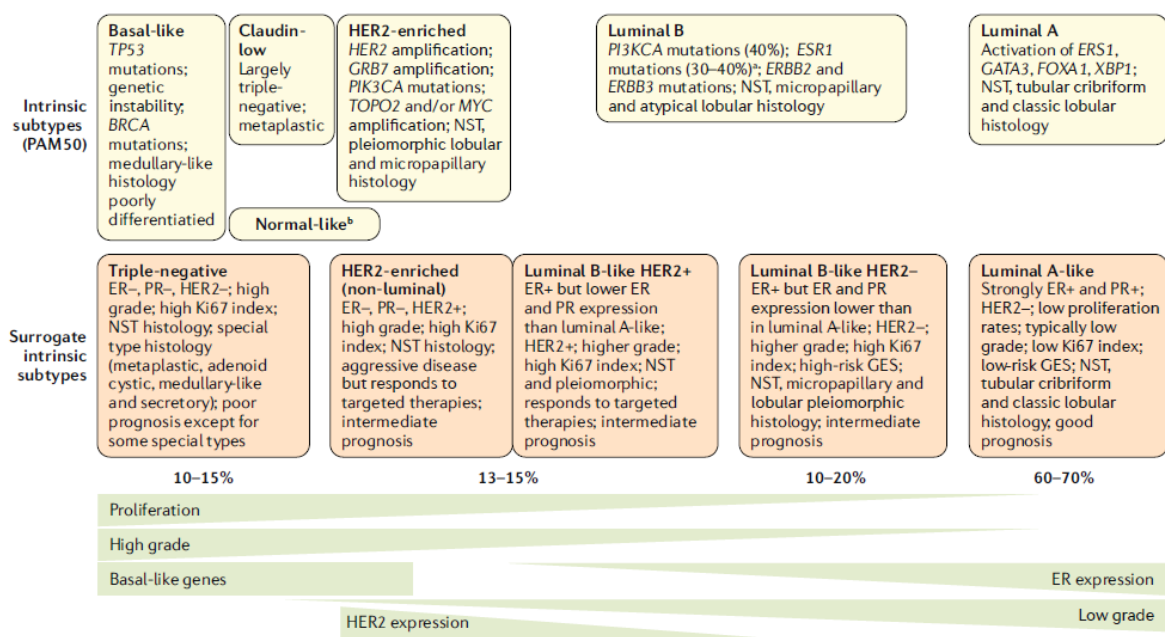 Intrinsic
subtypes
(PAM50)
Basal-like
TP53
mutations;
genetic
instability;
BRCA
mutations;
medullary-like
histology
poorly
differentiatied
Claudin-
low
Largely
triple-
negative;
metaplastic
HER2-enriched
HER2 amplification;
GRB7 amplification;
PIK3CA mutations;
TOPO2 and/or MYC
amplification; NST,
pleiomorphic lobular
and micropapillary
histology
Luminal B
PI3KCA mutations (40%); ESR1
mutations (30–40%)ᵃ; ERBB2 and
ERBB3 mutations; NST, micropapillary
and atypical lobular histology
Luminal A
Activation of ERS1,
GATA3, FOXA1, XBP1;
NST, tubular cribriform
and classic lobular
histology
Normal-likeᵇ
Surrogate
intrinsic
subtypes
Triple-negative
ER–, PR–, HER2–; high
grade; high Ki67 index;
NST histology; special
type histology
(metaplastic, adenoid
cystic, medullary-like
and secretory); poor
prognosis except for
some special types
HER2-enriched
(non-luminal)
ER–, PR–, HER2+;
high grade; high Ki67
index; NST histology;
aggressive disease
but responds to
targeted therapies;
intermediate
prognosis
Luminal B-like HER2+
ER+ but lower ER
and PR expression
than luminal A-like;
HER2+; higher grade;
high Ki67 index; NST
and pleiomorphic;
responds to targeted
therapies; intermediate
prognosis
Luminal B-like HER2–
ER+ but ER and PR
expression lower than
in luminal A-like; HER2–;
higher grade; high Ki67
index; high-risk GES;
NST, micropapillary and
lobular pleiomorphic
histology; intermediate
prognosis
Luminal A-like
Strongly ER+ and PR+;
HER2–; low proliferation
rates; typically low
grade; low Ki67 index;
low-risk GES; NST,
tubular cribriform
and classic lobular
histology; good
prognosis
10–15%
13–15%
10–20%
60–70%
Proliferation
High grade
Basal-like genes
ER expression
Low grade
HER2 expression